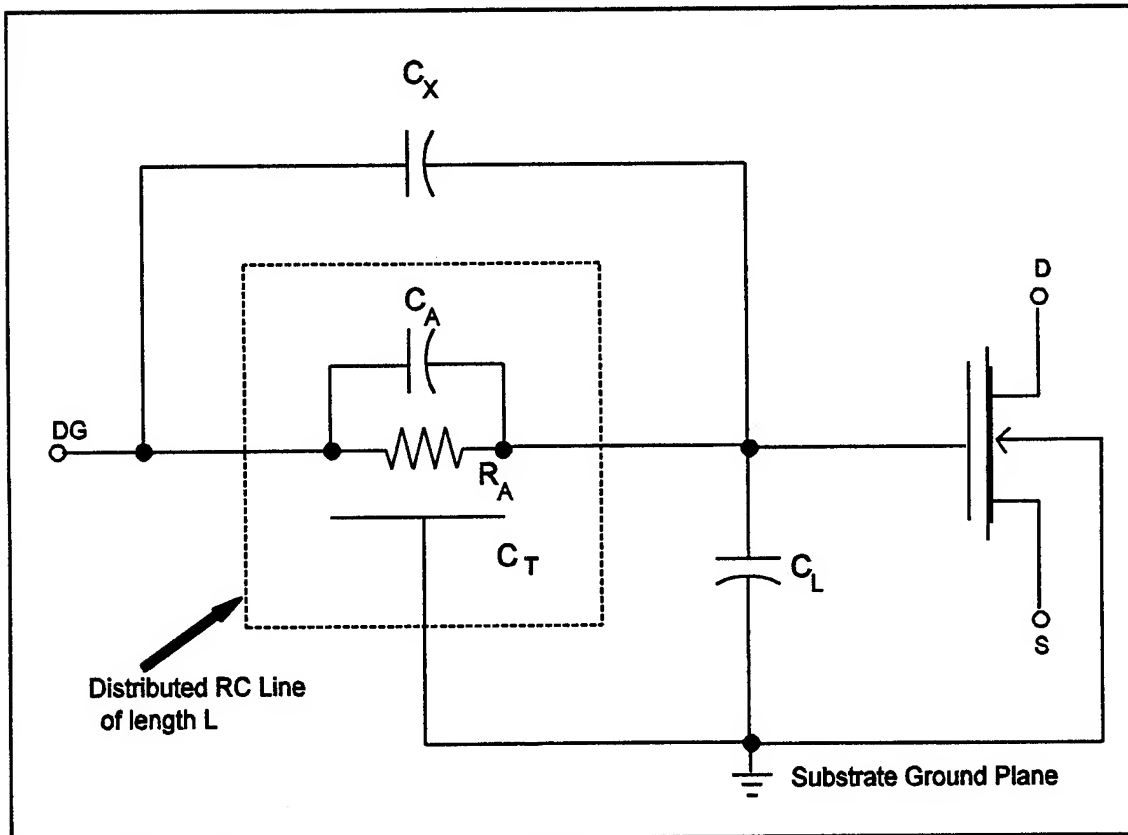 C_X
D
C_A
DG
R_A
C_T
C_L
S
Distributed RC Line
of length L
Substrate Ground Plane